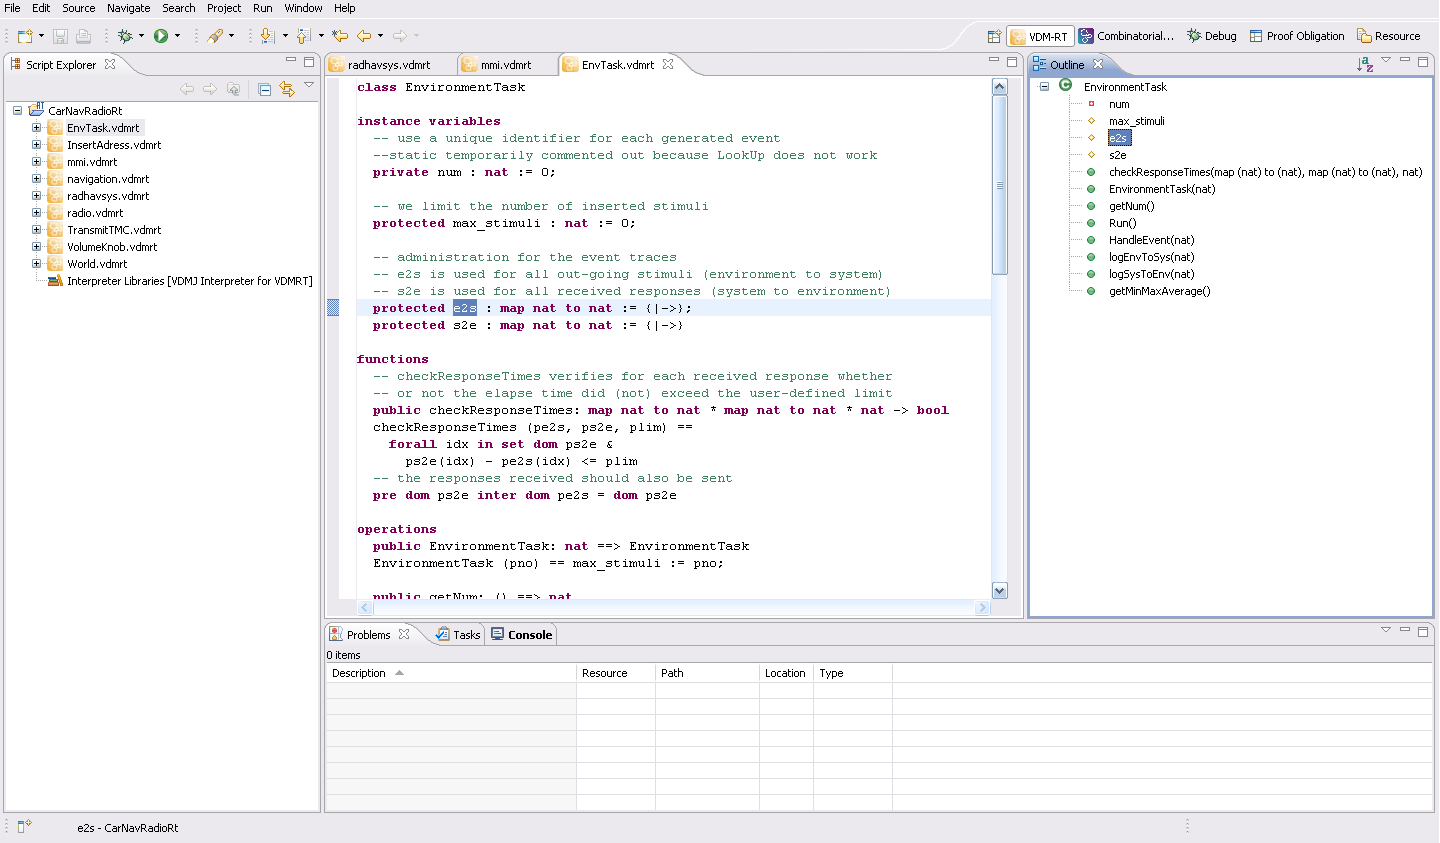 File Edit Source Navigate Search Project Run Window Help
VDM-RT Combinatorial... Debug Proof Obligation Resource
Script Explorer
CarNavRadioRt
EnvTask.vdmrt
InsertAdress.vdmrt
mmi.vdmrt
navigation.vdmrt
radhavsys.vdmrt
radio.vdmrt
TransmitTMC.vdmrt
VolumeKnob.vdmrt
World.vdmrt
Interpreter Libraries [VDMJ Interpreter for VDMRT]
radhavsys.vdmrt mmi.vdmrt EnvTask.vdmrt
class EnvironmentTask
instance variables
-- use a unique identifier for each generated event
--static temporarily commented out because LookUp does not work
private num : nat := 0;
-- we limit the number of inserted stimuli
protected max_stimuli : nat := 0;
-- administration for the event traces
-- e2s is used for all out-going stimuli (environment to system)
-- s2e is used for all received responses (system to environment)
protected e2s : map nat to nat := {|->};
protected s2e : map nat to nat := {|->}
functions
-- checkResponseTimes verifies for each received response whether
-- or not the elapse time did (not) exceed the user-defined limit
public checkResponseTimes: map nat to nat * map nat to nat * nat -> bool
checkResponseTimes (pe2s, ps2e, plim) ==
forall idx in set dom ps2e &
ps2e(idx) - pe2s(idx) <= plim
-- the responses received should also be sent
pre dom ps2e inter dom pe2s = dom ps2e
operations
public EnvironmentTask: nat ==> EnvironmentTask
EnvironmentTask (pno) == max_stimuli := pno;
public getNum: () ==> nat
Outline
EnvironmentTask
num
max_stimuli
e2s
s2e
checkResponseTimes(map (nat) to (nat), map (nat) to (nat), nat)
EnvironmentTask(nat)
getNum()
Run()
HandleEvent(nat)
logEnvToSys(nat)
logSysToEnv(nat)
getMinMaxAverage()
Problems Tasks Console
0 items
Description Resource Path Location Type
e2s - CarNavRadioRt